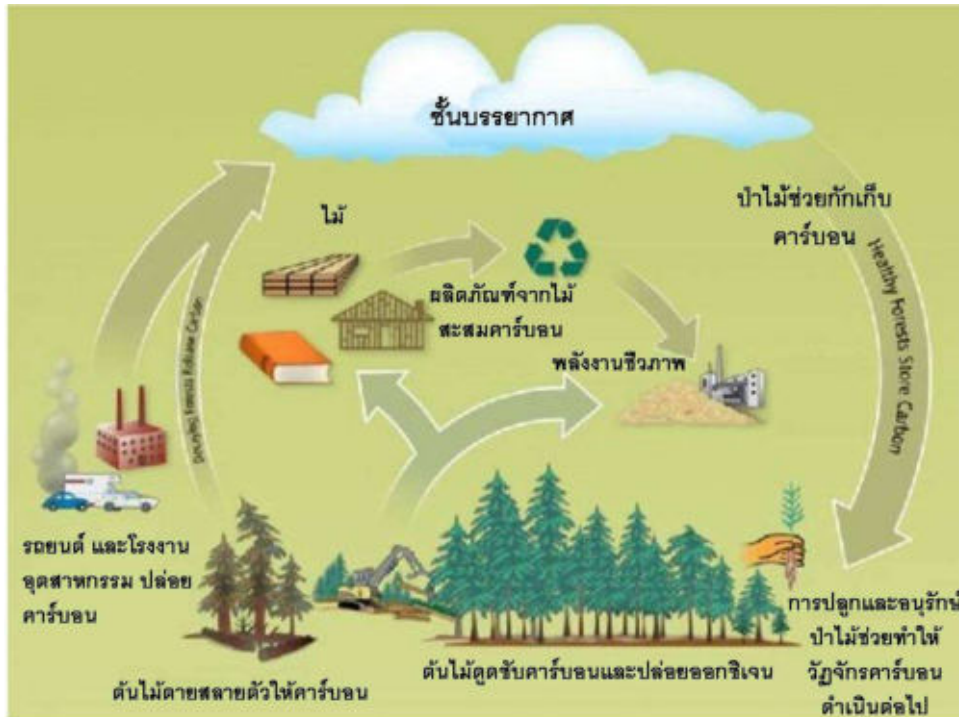 ชั้นบรรยากาศ
ป่าไม้ช่วยกักเก็บ
คาร์บอน
Healthy Forests Store Carbon
ไม้
ผลิตภัณฑ์จากไม้
สะสมคาร์บอน
พลังงานชีวภาพ
Decaying Forests Release Carbon
รถยนต์ และโรงงาน
อุตสาหกรรม ปล่อย
คาร์บอน
ต้นไม้ตายสลายตัวให้คาร์บอน
ต้นไม้ดูดซับคาร์บอนและปล่อยออกซิเจน
การปลูกและอนุรักษ์
ป่าไม้ช่วยทำให้
วัฏจักรคาร์บอน
ดำเนินต่อไป